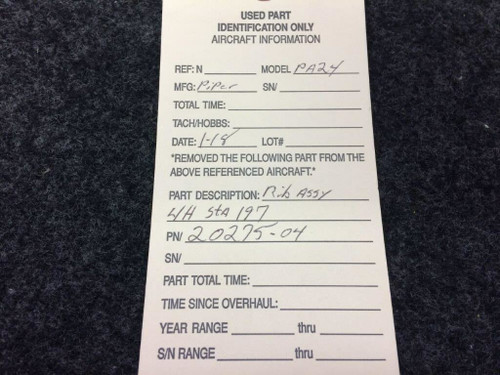 USED PART
IDENTIFICATION ONLY
AIRCRAFT INFORMATION
REF: N MODEL PA24
MFG: Piper SN/
TOTAL TIME:
TACH/HOBBS:
DATE: 1-18 LOT#
*REMOVED THE FOLLOWING PART FROM THE
ABOVE REFERENCED AIRCRAFT.*
PART DESCRIPTION: Rib ASSY
L/H StA 197
PN/ 20275-04
SN/
PART TOTAL TIME:
TIME SINCE OVERHAUL:
YEAR RANGE thru
S/N RANGE thru